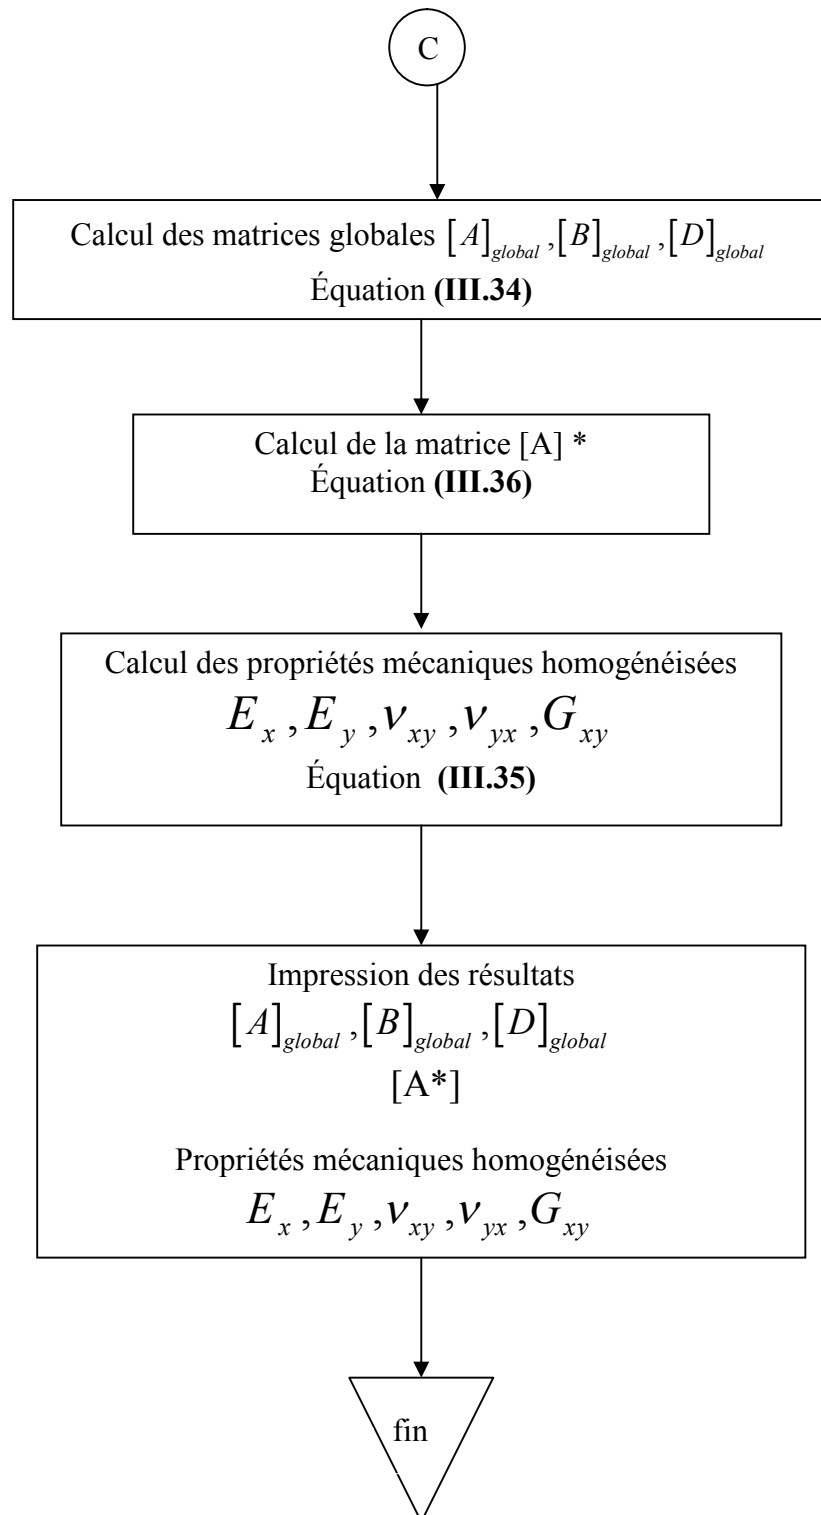 C
Calcul des matrices globales [A]global ,[B]global ,[D]global
Équation (III.34)
Calcul de la matrice [A] *
Équation (III.36)
Calcul des propriétés mécaniques homogénéisées
Ex , Ey , νxy , νyx , Gxy
Équation (III.35)
Impression des résultats
[A]global ,[B]global ,[D]global
[A*]
Propriétés mécaniques homogénéisées
Ex , Ey , νxy , νyx , Gxy
fin